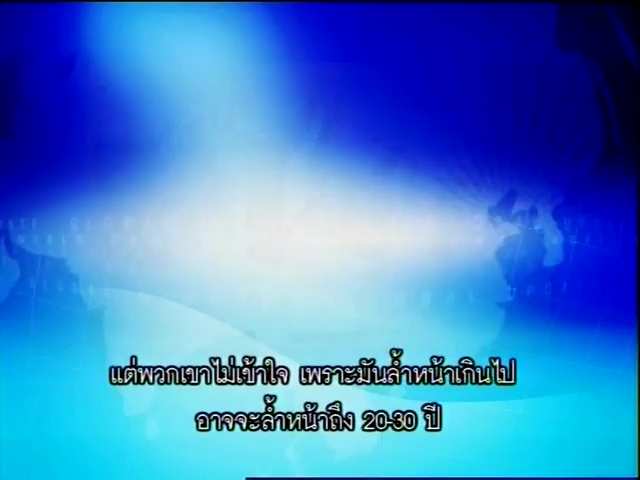 แต่พวกเขาไม่เข้าใจ เพราะมันล้ำหน้าเกินไป
อาจจะล้ำหน้าถึง 20-30 ปี